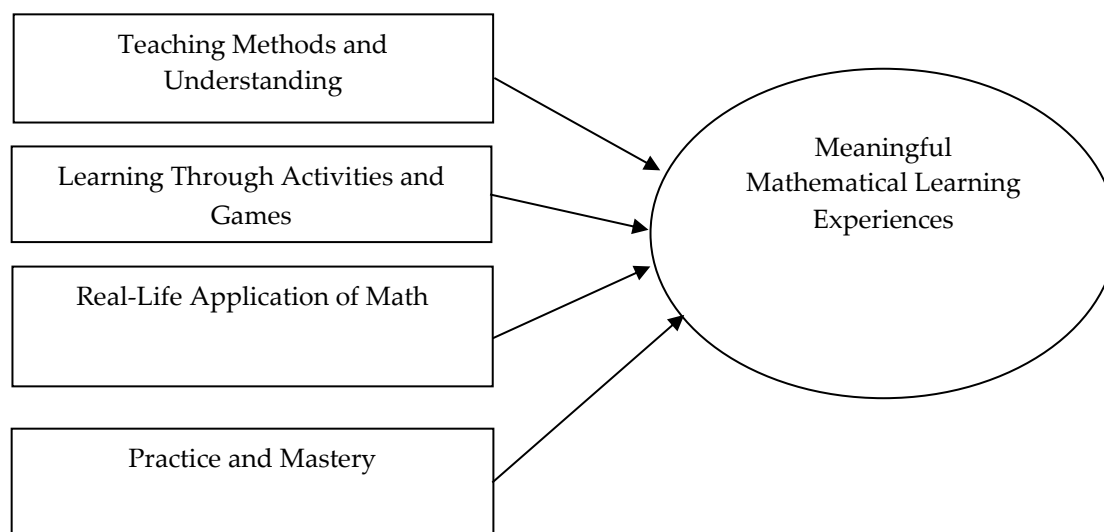 Teaching Methods and
Understanding
Learning Through Activities and
Games
Real-Life Application of Math
Practice and Mastery
Meaningful
Mathematical Learning
Experiences